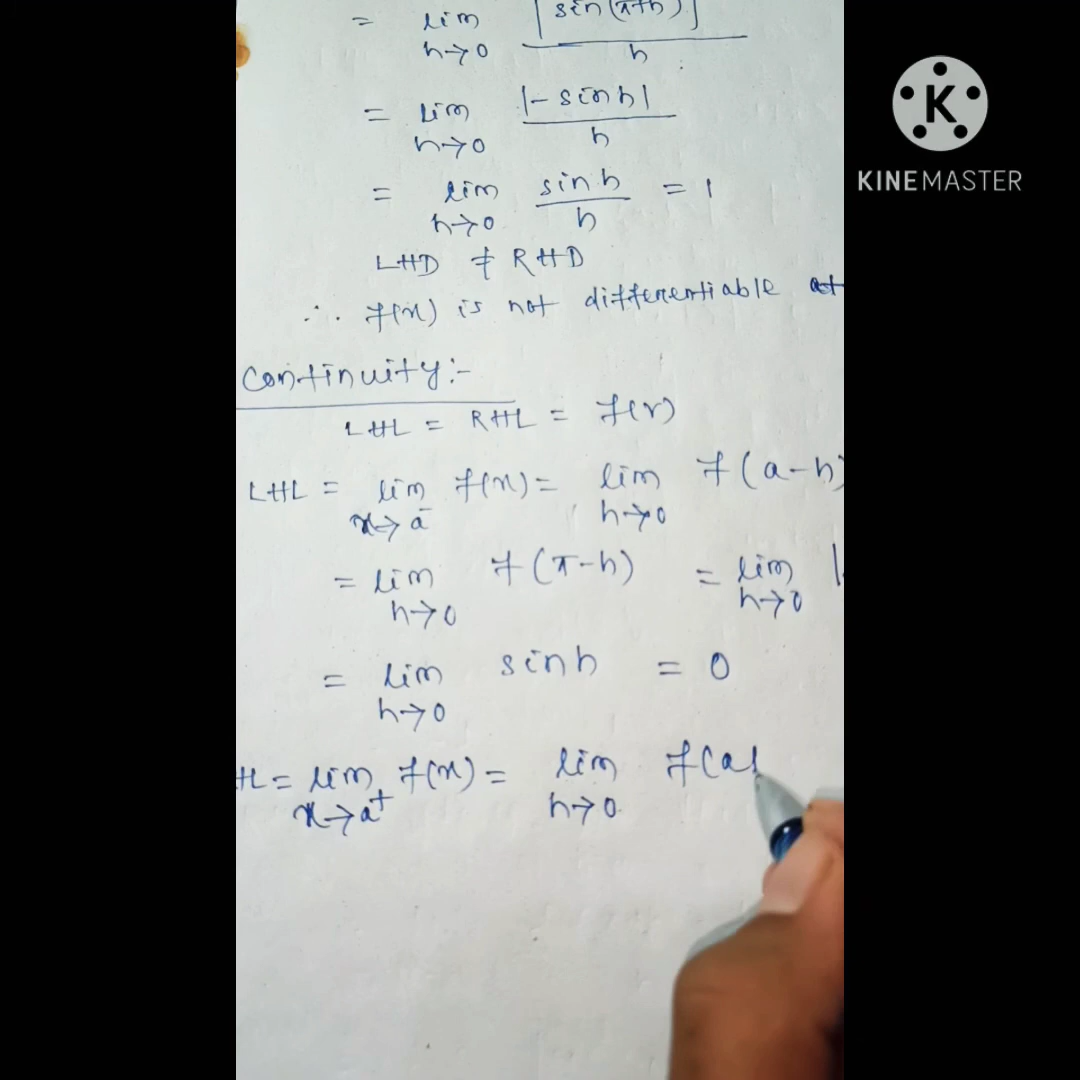 = lim |sin(π+h)|
h→0 h
= lim |- sin h|
h→0 h
= lim sin h = 1
h→0 h
LHD ≠ RHD
∴ f(x) is not differentiable at
Continuity:-
LHL = RHL = f(π)
LHL = lim f(x) = lim f(a-h)
x→a⁻ h→0
= lim f(π-h) = lim |
h→0 h→0
= lim sin h = 0
h→0
HL = lim f(x) = lim f(a
x→a⁺ h→0
K
KINEMASTER